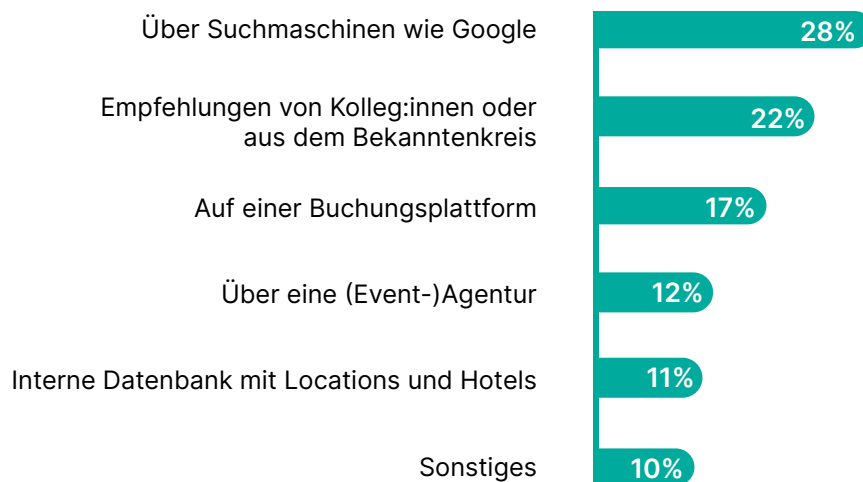 Über Suchmaschinen wie Google
28%
Empfehlungen von Kolleg:innen oder
aus dem Bekanntenkreis
22%
Auf einer Buchungsplattform
17%
Über eine (Event-)Agentur
12%
Interne Datenbank mit Locations und Hotels
11%
Sonstiges
10%